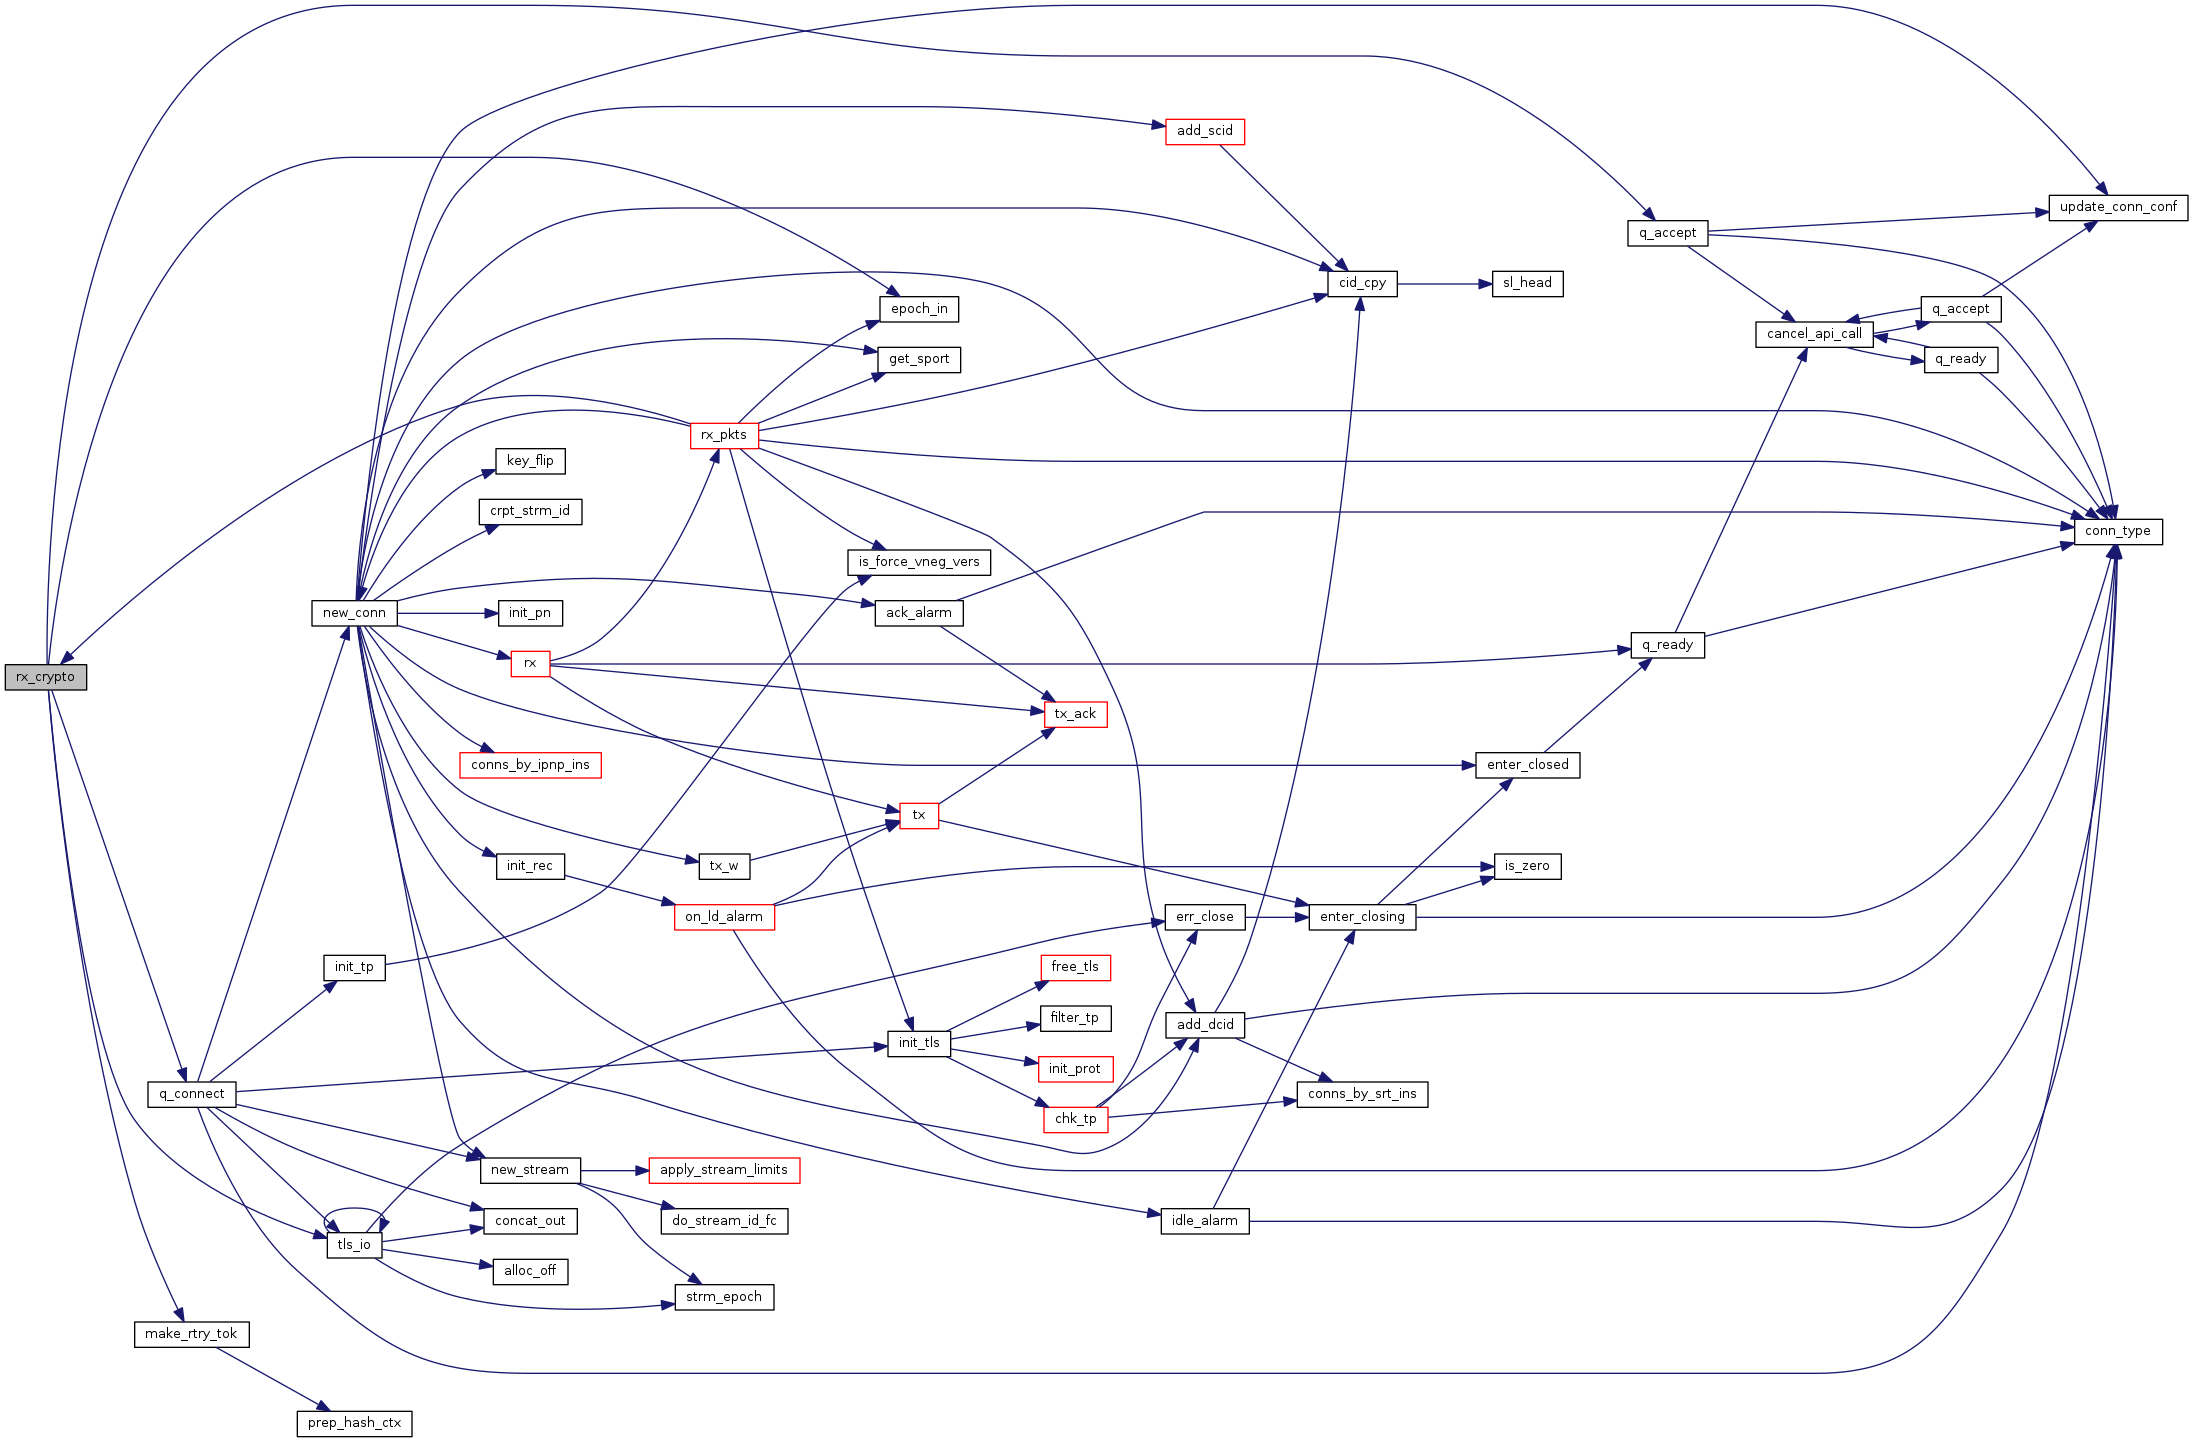 add_scid
update_conn_conf
q_accept
cid_cpy
sl_head
epoch_in
q_accept
cancel_api_call
get_sport
q_ready
rx_pkts
key_flip
crpt_strm_id
conn_type
is_force_vneg_vers
new_conn
init_pn
ack_alarm
q_ready
rx
rx_crypto
tx_ack
conns_by_ipnp_ins
enter_closed
tx
init_rec
tx_w
is_zero
on_ld_alarm
err_close
enter_closing
init_tp
free_tls
filter_tp
add_dcid
init_tls
init_prot
q_connect
conns_by_srt_ins
chk_tp
new_stream
apply_stream_limits
concat_out
do_stream_id_fc
idle_alarm
tls_io
alloc_off
strm_epoch
make_rtry_tok
prep_hash_ctx